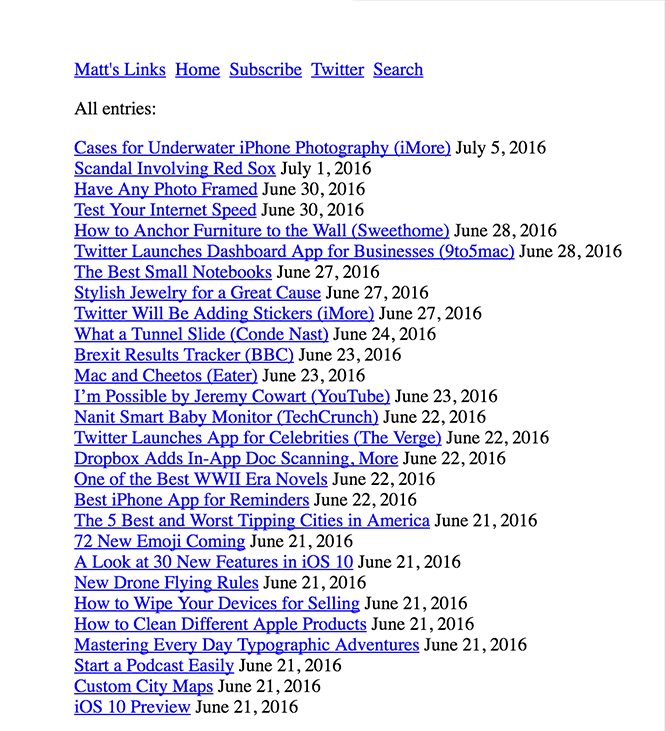 Matt's Links Home Subscribe Twitter Search
All entries:
Cases for Underwater iPhone Photography (iMore) July 5, 2016
Scandal Involving Red Sox July 1, 2016
Have Any Photo Framed June 30, 2016
Test Your Internet Speed June 30, 2016
How to Anchor Furniture to the Wall (Sweethome) June 28, 2016
Twitter Launches Dashboard App for Businesses (9to5mac) June 28, 2016
The Best Small Notebooks June 27, 2016
Stylish Jewelry for a Great Cause June 27, 2016
Twitter Will Be Adding Stickers (iMore) June 27, 2016
What a Tunnel Slide (Conde Nast) June 24, 2016
Brexit Results Tracker (BBC) June 23, 2016
Mac and Cheetos (Eater) June 23, 2016
I’m Possible by Jeremy Cowart (YouTube) June 23, 2016
Nanit Smart Baby Monitor (TechCrunch) June 22, 2016
Twitter Launches App for Celebrities (The Verge) June 22, 2016
Dropbox Adds In-App Doc Scanning, More June 22, 2016
One of the Best WWII Era Novels June 22, 2016
Best iPhone App for Reminders June 22, 2016
The 5 Best and Worst Tipping Cities in America June 21, 2016
72 New Emoji Coming June 21, 2016
A Look at 30 New Features in iOS 10 June 21, 2016
New Drone Flying Rules June 21, 2016
How to Wipe Your Devices for Selling June 21, 2016
How to Clean Different Apple Products June 21, 2016
Mastering Every Day Typographic Adventures June 21, 2016
Start a Podcast Easily June 21, 2016
Custom City Maps June 21, 2016
iOS 10 Preview June 21, 2016